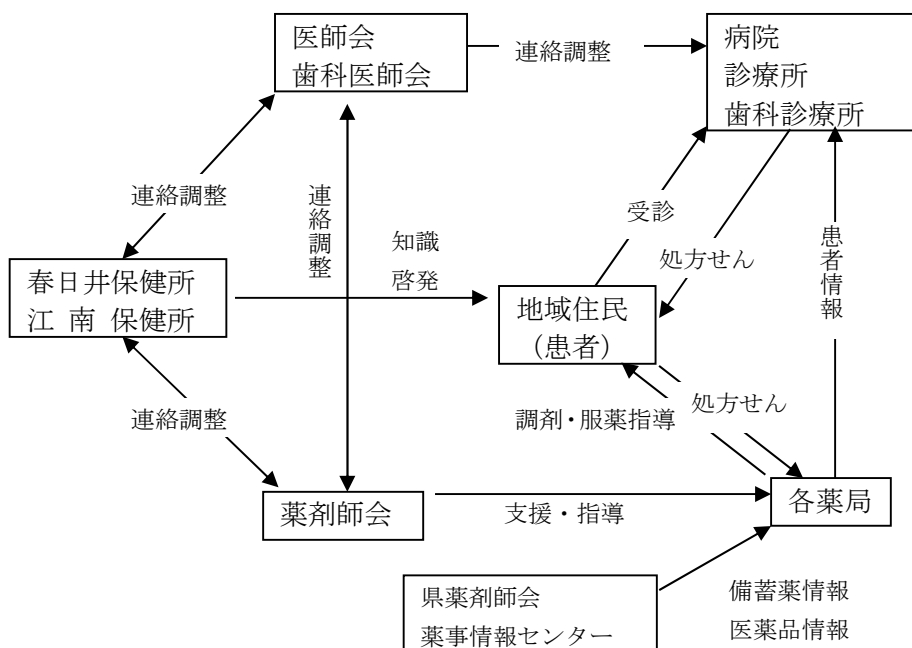 医師会
歯科医師会
連絡調整
病院
診療所
歯科診療所
連絡調整
連絡調整
受診
処方せん
患者情報
知識
啓発
春日井保健所
江 南 保健所
地域住民
（患者）
連絡調整
調剤・服薬指導
処方せん
薬剤師会
支援・指導
各薬局
県薬剤師会
薬事情報センター
備蓄薬情報
医薬品情報